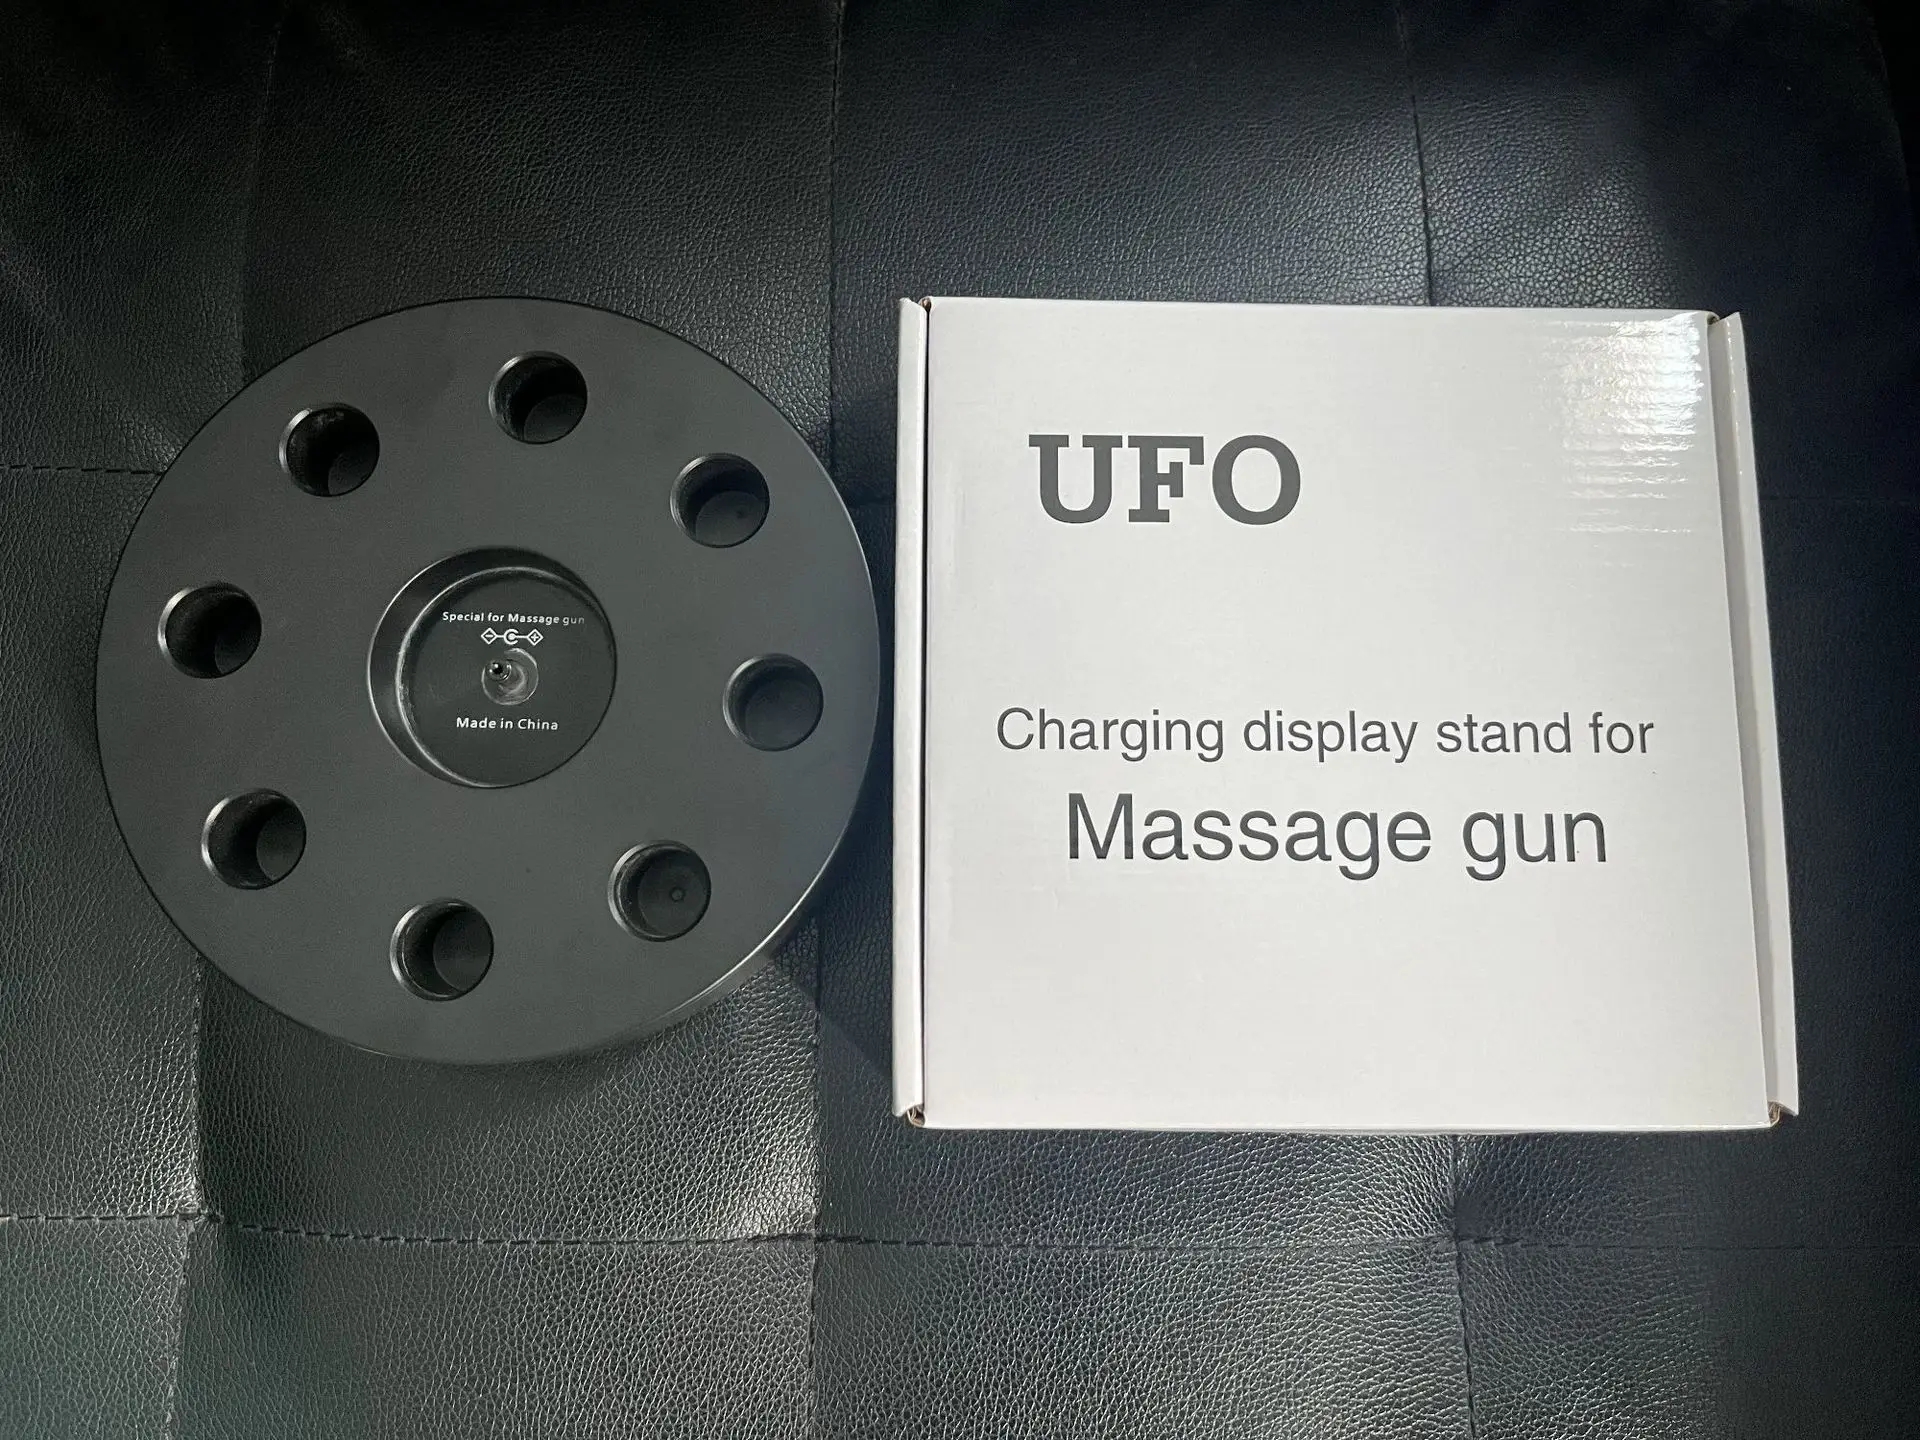 Special for Massage gun
Made in China
UFO
Charging display stand for
Massage gun